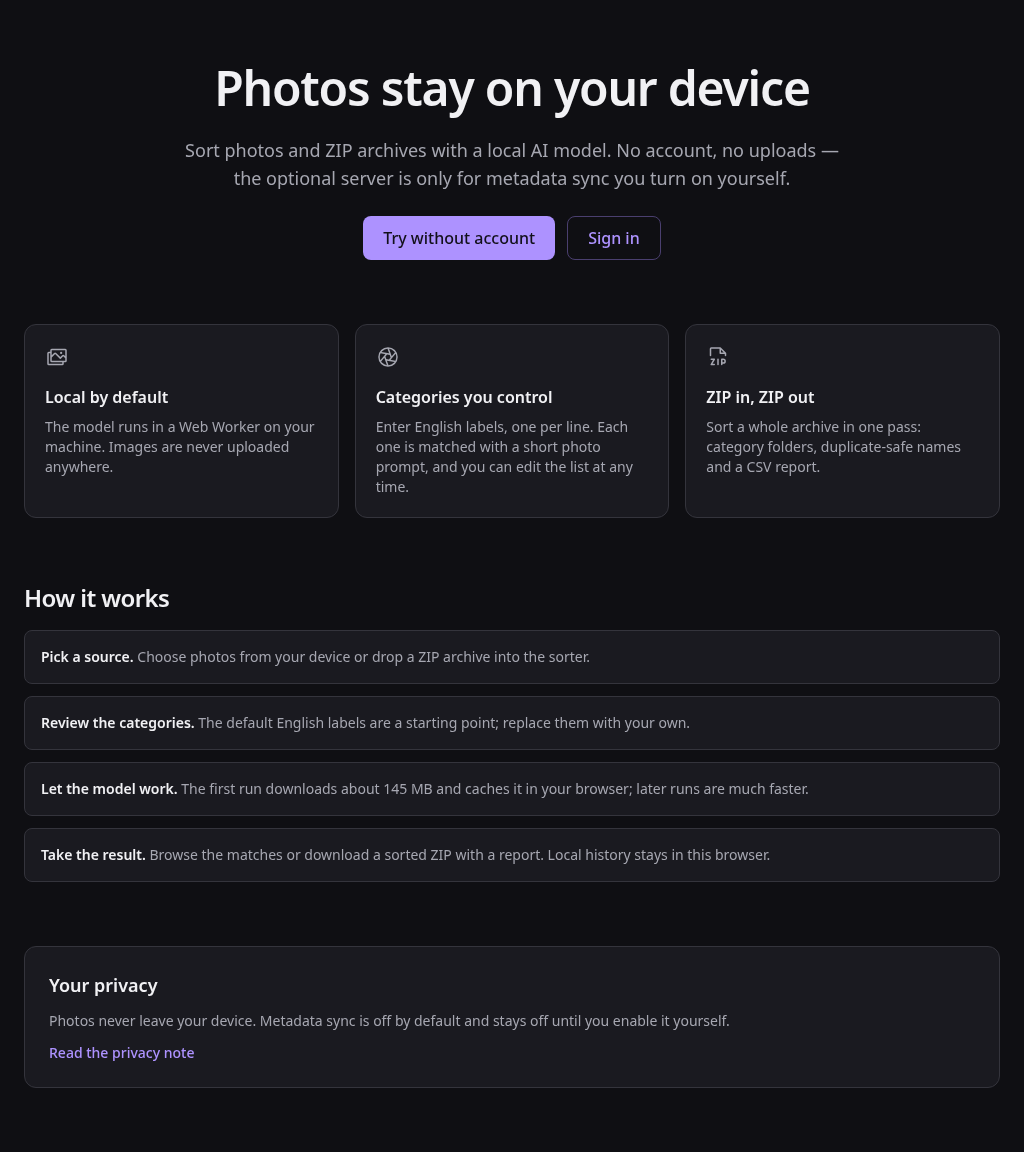 Photos stay on your device
Sort photos and ZIP archives with a local AI model. No account, no uploads —
the optional server is only for metadata sync you turn on yourself.
Try without account
Sign in
Local by default
The model runs in a Web Worker on your
machine. Images are never uploaded
anywhere.
Categories you control
Enter English labels, one per line. Each
one is matched with a short photo
prompt, and you can edit the list at any
time.
ZIP
ZIP in, ZIP out
Sort a whole archive in one pass:
category folders, duplicate-safe names
and a CSV report.
How it works
Pick a source. Choose photos from your device or drop a ZIP archive into the sorter.
Review the categories. The default English labels are a starting point; replace them with your own.
Let the model work. The first run downloads about 145 MB and caches it in your browser; later runs are much faster.
Take the result. Browse the matches or download a sorted ZIP with a report. Local history stays in this browser.
Your privacy
Photos never leave your device. Metadata sync is off by default and stays off until you enable it yourself.
Read the privacy note